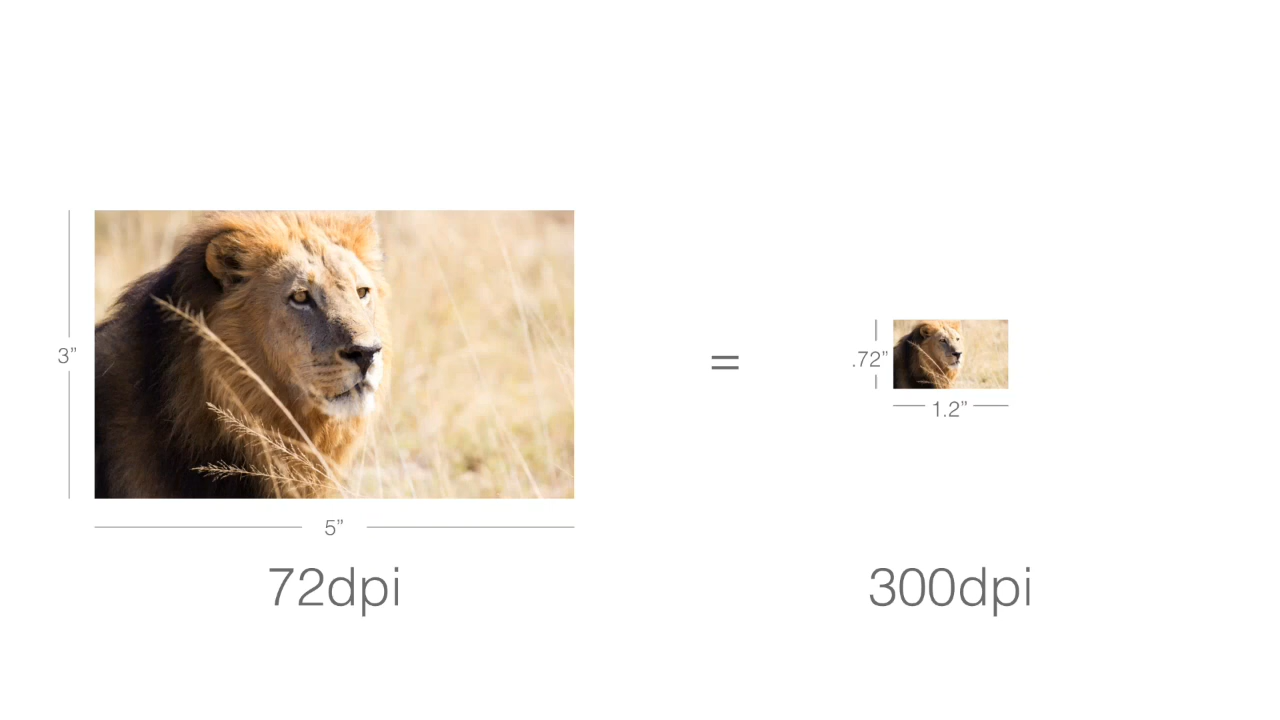 3”
5”
72dpi
=
.72”
1.2”
300dpi